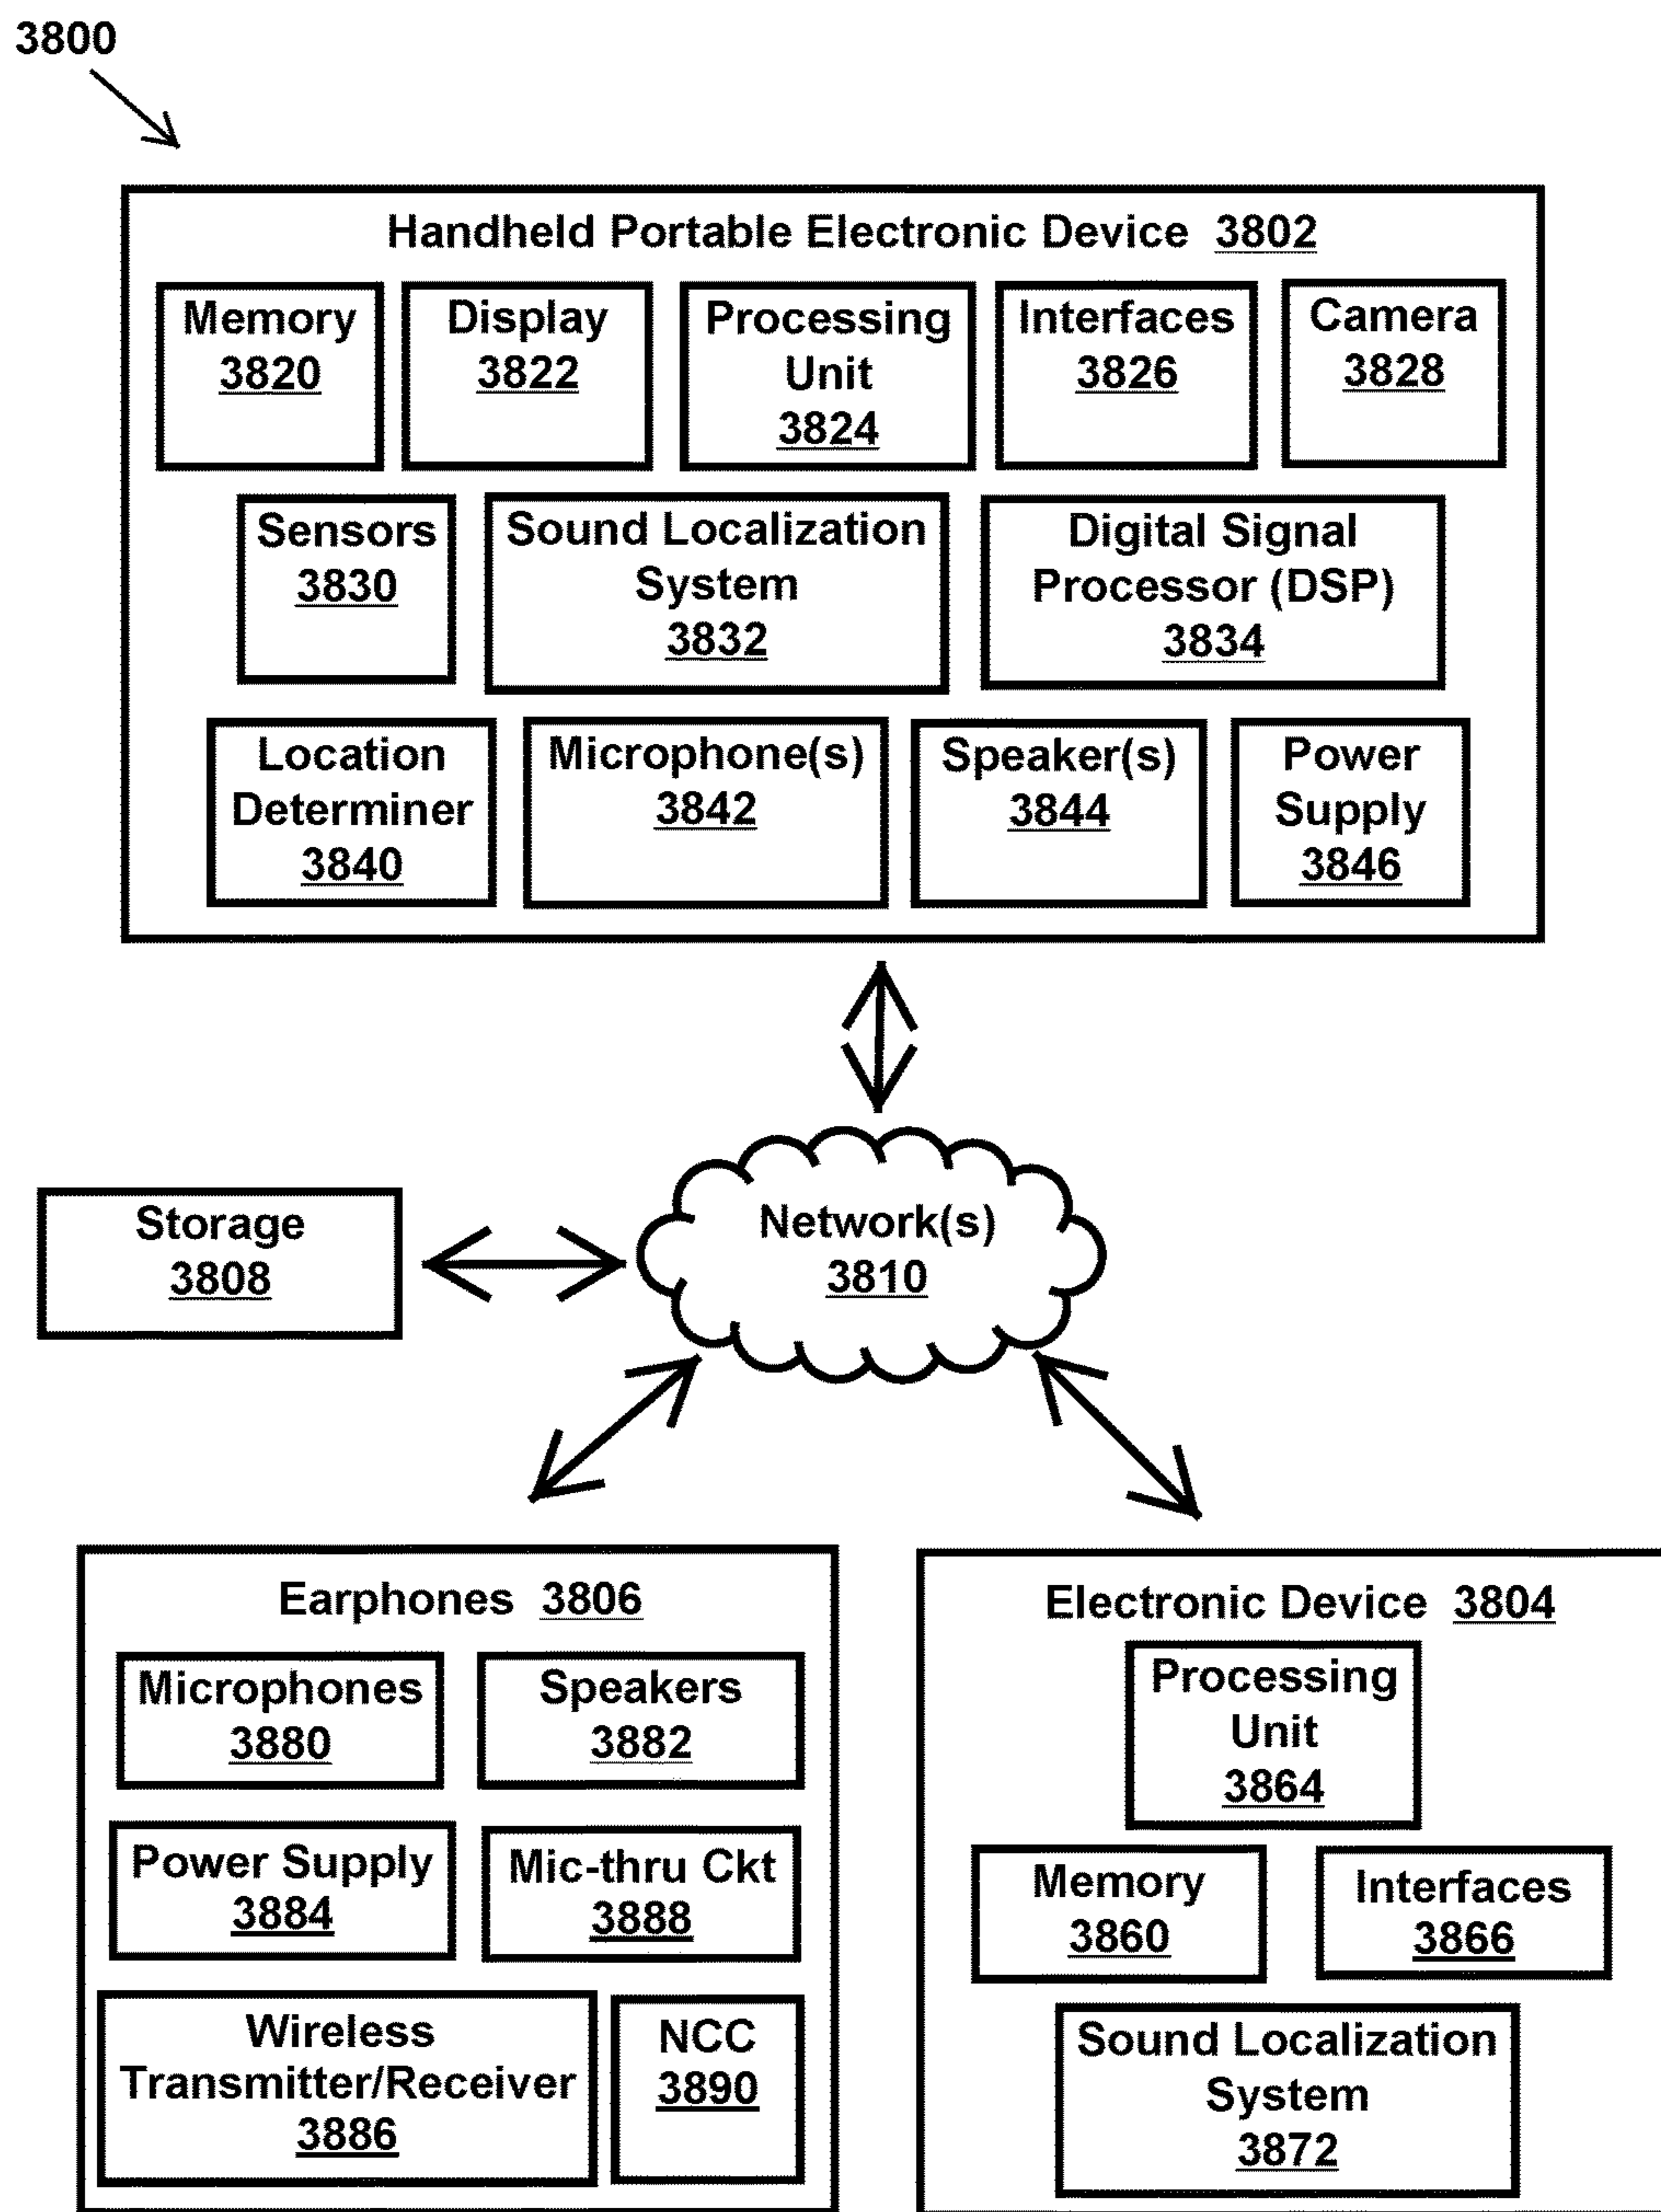 3800
Handheld Portable Electronic Device 3802
Memory
3820
Display
3822
Processing
Unit
3824
Interfaces
3826
Camera
3828
Sensors
3830
Sound Localization
System
3832
Digital Signal
Processor (DSP)
3834
Location
Determiner
3840
Microphone(s)
3842
Speaker(s)
3844
Power
Supply
3846
Storage
3808
Network(s)
3810
Earphones 3806
Microphones
3880
Speakers
3882
Power Supply
3884
Mic-thru Ckt
3888
Wireless
Transmitter/Receiver
3886
NCC
3890
Electronic Device 3804
Processing
Unit
3864
Memory
3860
Interfaces
3866
Sound Localization
System
3872